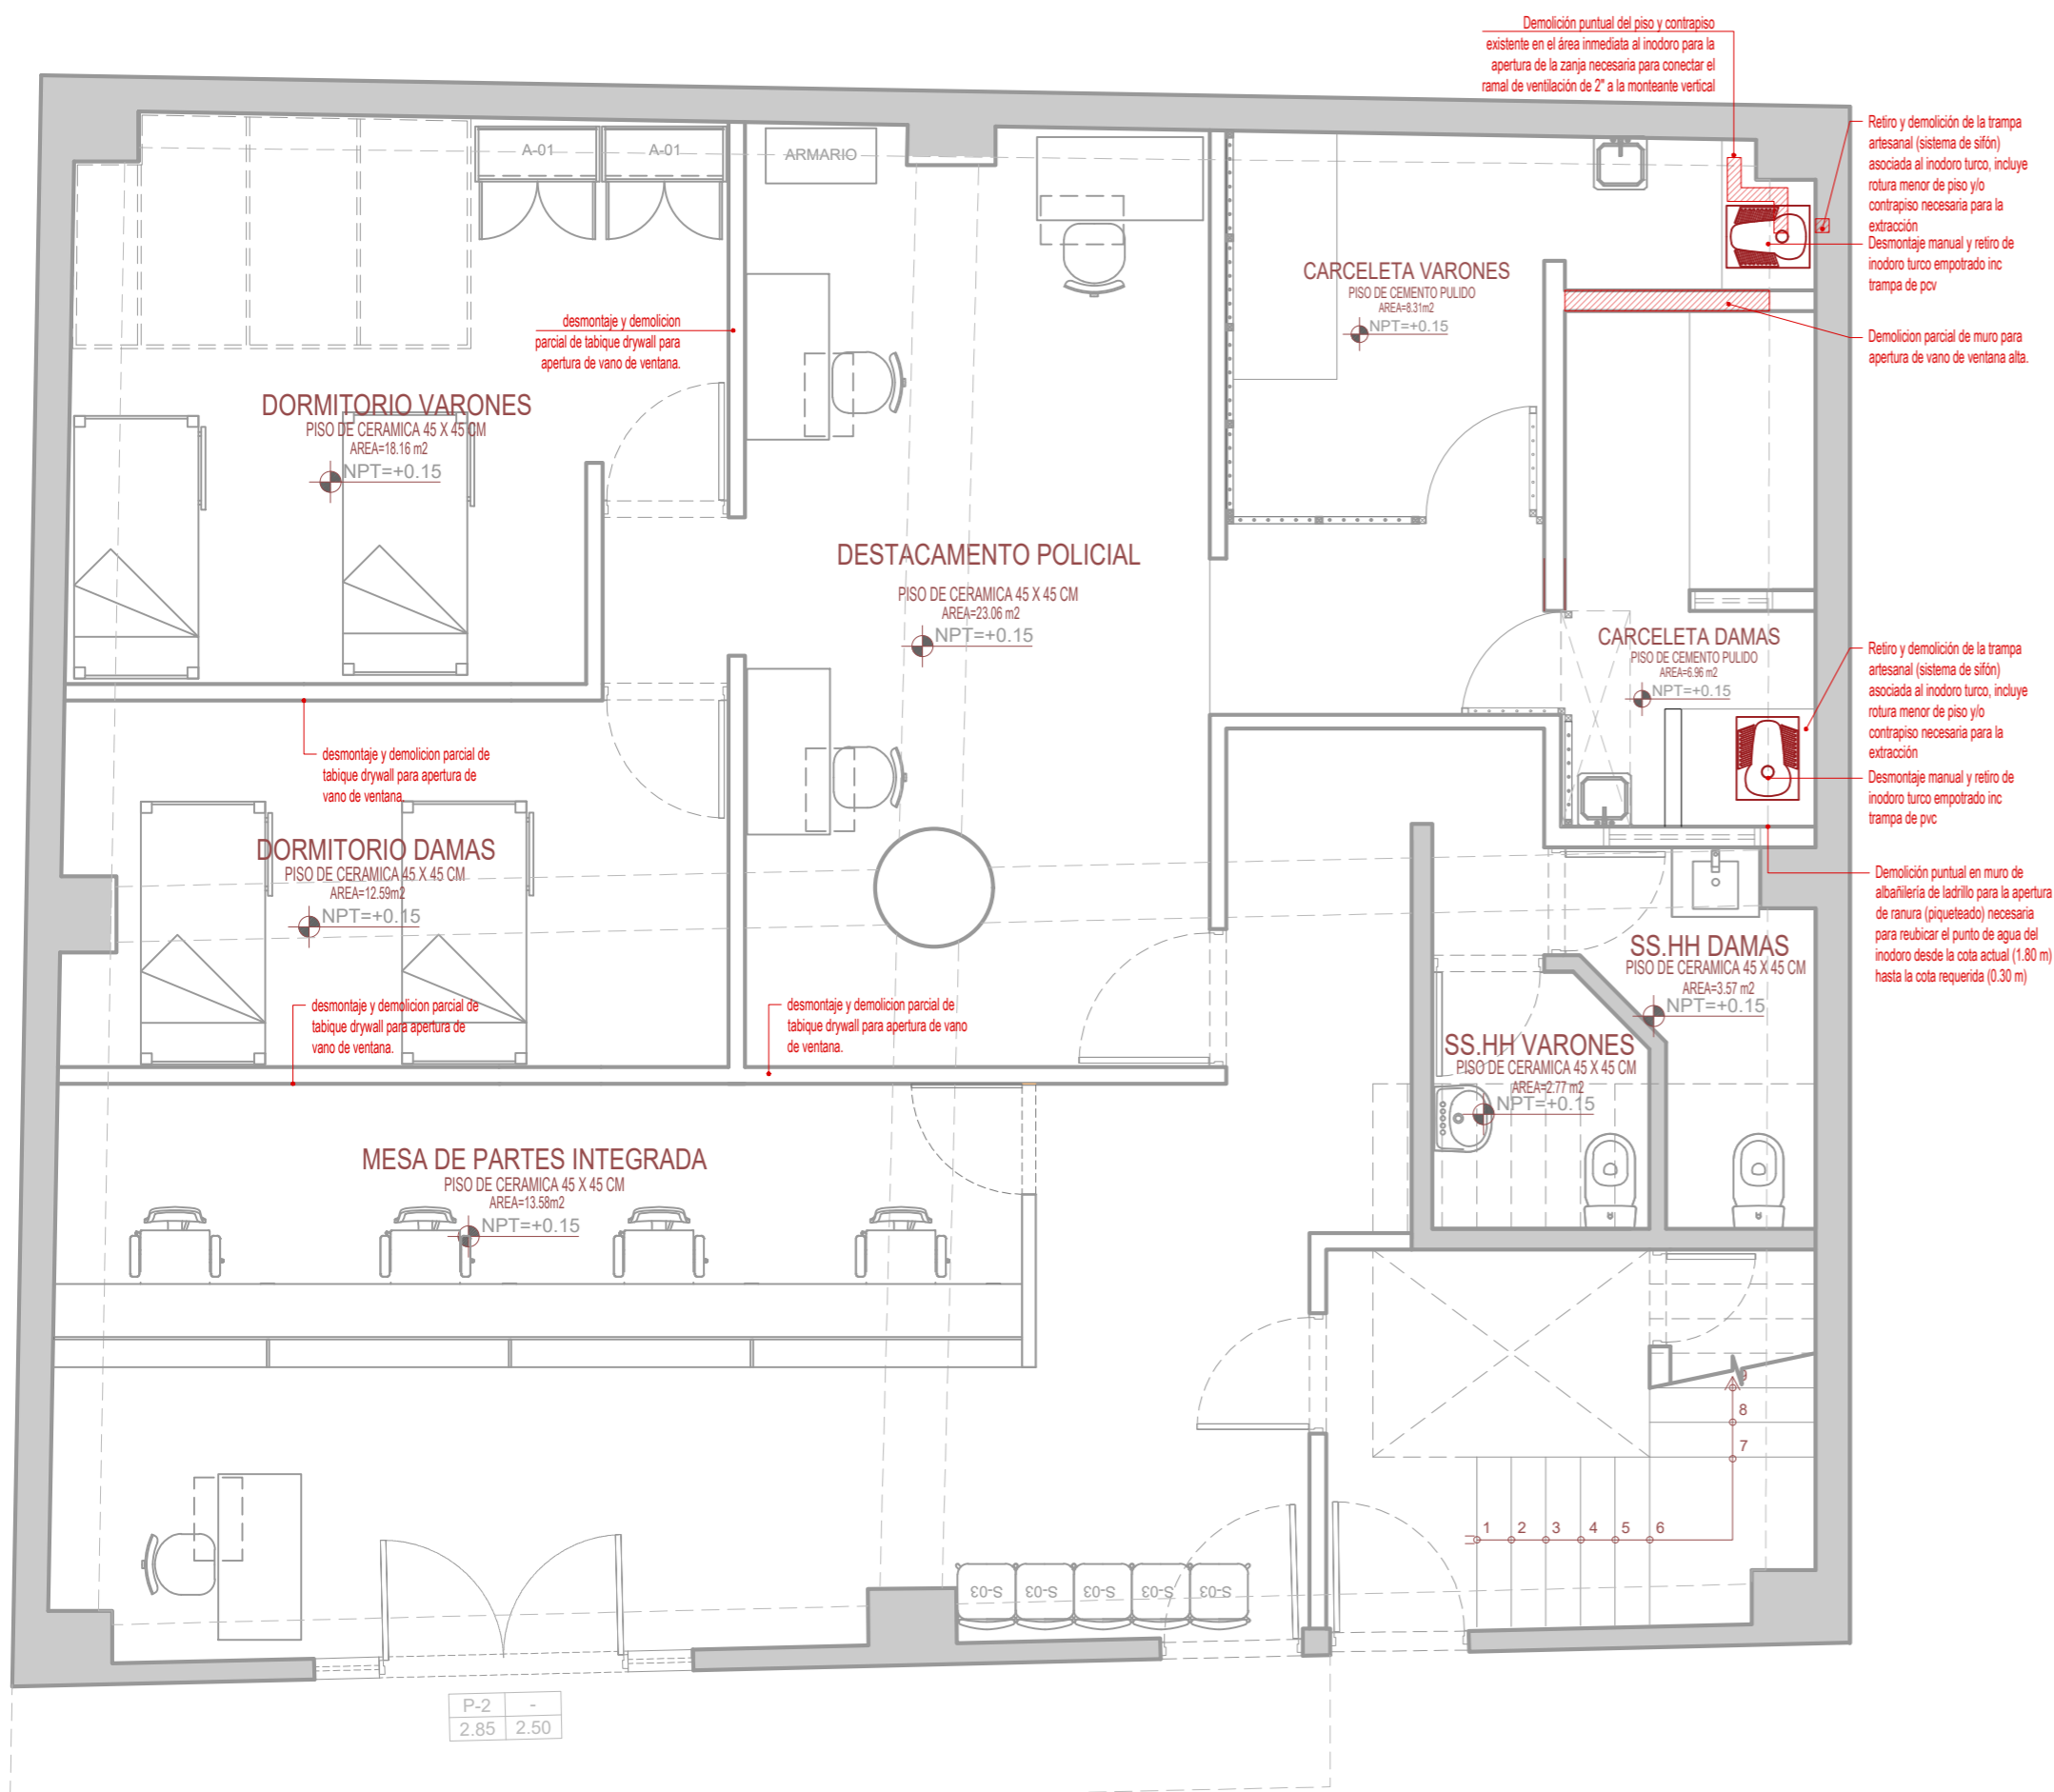 Demolición puntual del piso y contrapiso
existente en el área inmediata al inodoro para la
apertura de la zanja necesaria para conectar el
ramal de ventilación de 2" a la monteante vertical
Retiro y demolición de la trampa
artesanal (sistema de sifón)
asociada al inodoro turco, incluye
rotura menor de piso y/o
contrapiso necesaria para la
extracción
Desmontaje manual y retiro de
inodoro turco empotrado inc
trampa de pcv
Demolicion parcial de muro para
apertura de vano de ventana alta.
A-01
A-01
ARMARIO
desmontaje y demolicion
parcial de tabique drywall para
apertura de vano de ventana.
CARCELETA VARONES
PISO DE CEMENTO PULIDO
AREA=8.31m2
NPT=+0.15
DORMITORIO VARONES
PISO DE CERAMICA 45 X 45 CM
AREA=18.16 m2
NPT=+0.15
DESTACAMENTO POLICIAL
PISO DE CERAMICA 45 X 45 CM
AREA=23.06 m2
NPT=+0.15
CARCELETA DAMAS
PISO DE CEMENTO PULIDO
AREA=6.96 m2
NPT=+0.15
Retiro y demolición de la trampa
artesanal (sistema de sifón)
asociada al inodoro turco, incluye
rotura menor de piso y/o
contrapiso necesaria para la
extracción
Desmontaje manual y retiro de
inodoro turco empotrado inc
trampa de pvc
desmontaje y demolicion parcial de
tabique drywall para apertura de
vano de ventana.
DORMITORIO DAMAS
PISO DE CERAMICA 45 X 45 CM
AREA=12.59m2
NPT=+0.15
Demolición puntual en muro de
albañilería de ladrillo para la apertura
de ranura (piqueteado) necesaria
para reubicar el punto de agua del
inodoro desde la cota actual (1.80 m)
hasta la cota requerida (0.30 m)
SS.HH DAMAS
PISO DE CERAMICA 45 X 45 CM
AREA=3.57 m2
NPT=+0.15
desmontaje y demolicion parcial de
tabique drywall para apertura de
vano de ventana.
desmontaje y demolicion parcial de
tabique drywall para apertura de vano
de ventana.
SS.HH VARONES
PISO DE CERAMICA 45 X 45 CM
AREA=2.77 m2
NPT=+0.15
MESA DE PARTES INTEGRADA
PISO DE CERAMICA 45 X 45 CM
AREA=13.58m2
NPT=+0.15
9
8
7
1 2 3 4 5 6
S-03 S-03 S-03 S-03 S-03
P-2 -
2.85 2.50